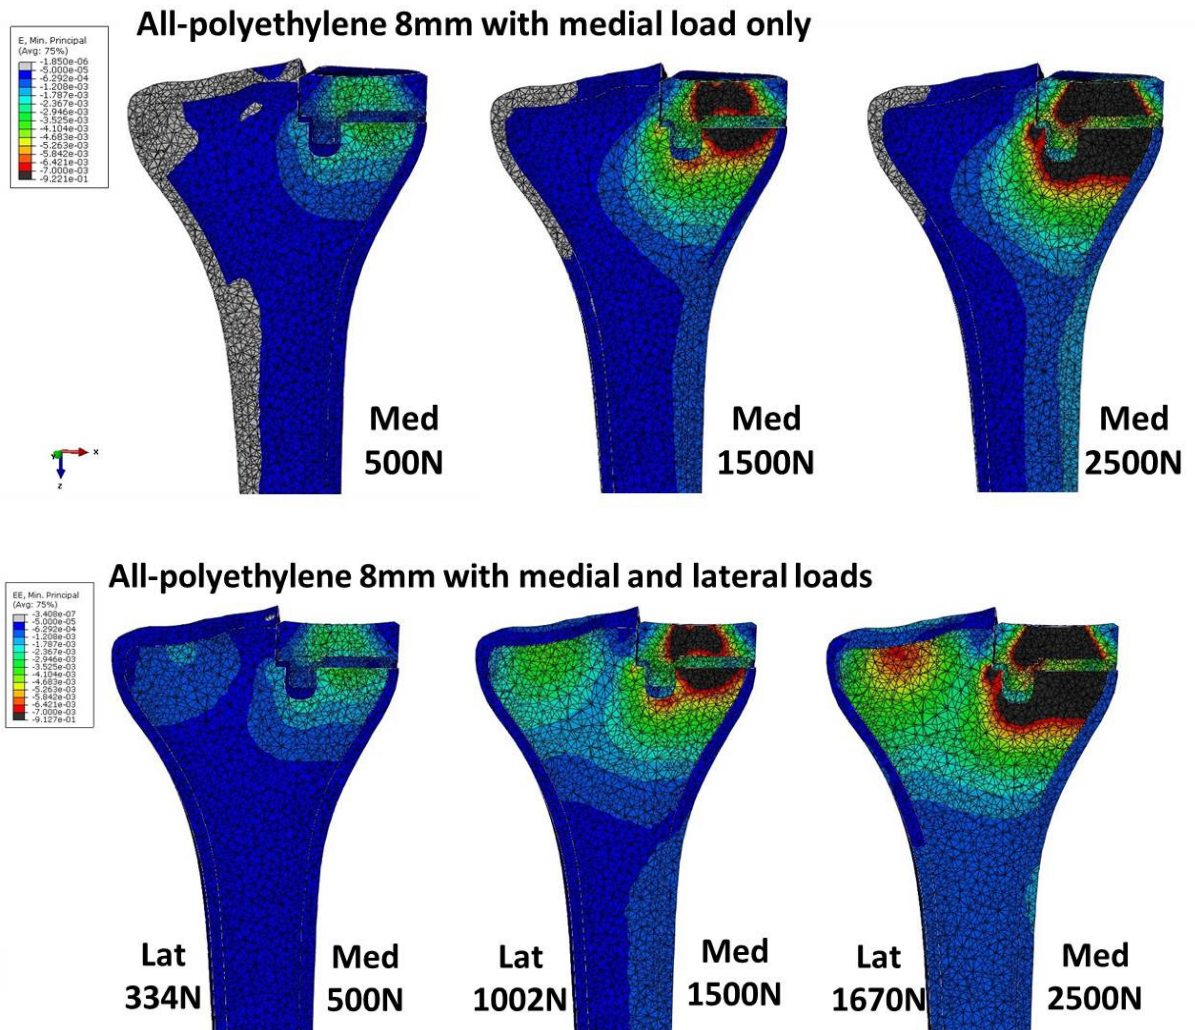 All-polyethylene 8mm with medial load only
E, Min. Principal
(Avg: 75%)
-1.850e-06
-5.000e-05
-6.292e-04
-1.208e-03
-1.787e-03
-2.367e-03
-2.946e-03
-3.525e-03
-4.104e-03
-4.683e-03
-5.263e-03
-5.842e-03
-6.421e-03
-7.000e-03
-9.221e-01
Med
500N
Med
1500N
Med
2500N
Y
x
z
All-polyethylene 8mm with medial and lateral loads
EE, Min. Principal
(Avg: 75%)
-3.408e-07
-5.000e-05
-6.292e-04
-1.208e-03
-1.787e-03
-2.367e-03
-2.946e-03
-3.525e-03
-4.104e-03
-4.683e-03
-5.263e-03
-5.842e-03
-6.421e-03
-7.000e-03
-9.127e-01
Lat
334N
Med
500N
Lat
1002N
Med
1500N
Lat
1670N
Med
2500N